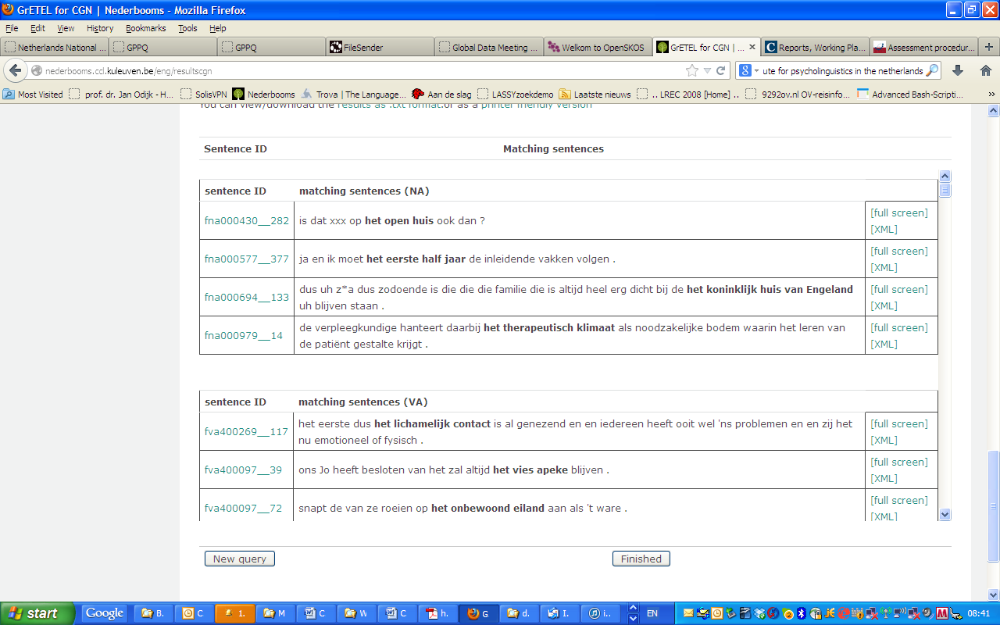 GrETEL for CGN | Nederbooms - Mozilla Firefox
File Edit View History Bookmarks Tools Help
Netherlands National ... GPPQ GPPQ FileSender Global Data Meeting ... Welkom to OpenSKOS GrETEL for CGN | ... Reports, Working Pla... Assessment procedur...
nederbooms.ccl.kuleuven.be/eng/resultscgn ute for psycholinguistics in the netherlands
Most Visited prof. dr. Jan Odijk - H... SolisVPN Nederbooms Trova | The Language... Aan de slag LASSYzoekdemo Laatste nieuws .. LREC 2008 [Home] .. 9292ov.nl OV-reisinfo... Advanced Bash-Scripti... »
You can view/download the results as .txt format.or as a printer friendly version
Sentence ID Matching sentences
sentence ID matching sentences (NA)
fna000430__282 is dat xxx op het open huis ook dan ? [full screen]
[XML]
fna000577__377 ja en ik moet het eerste half jaar de inleidende vakken volgen . [full screen]
[XML]
fna000694__133 dus uh z*a dus zodoende is die die die familie die is altijd heel erg dicht bij de het koninklijk huis van Engeland [full screen]
uh blijven staan . [XML]
fna000979__14 de verpleegkundige hanteert daarbij het therapeutisch klimaat als noodzakelijke bodem waarin het leren van [full screen]
de patiënt gestalte krijgt . [XML]
sentence ID matching sentences (VA)
fva400269__117 het eerste dus het lichamelijk contact is al genezend en en iedereen heeft ooit wel 'ns problemen en en zij het [full screen]
nu emotioneel of fysisch . [XML]
fva400097__39 ons Jo heeft besloten van het zal altijd het vies apeke blijven . [full screen]
[XML]
fva400097__72 snapt de van ze roeien op het onbewoond eiland aan als 't ware . [full screen]
[XML]
New query Finished
start Google B. C 1. M C W C h. G d. I. i.. EN 08:41